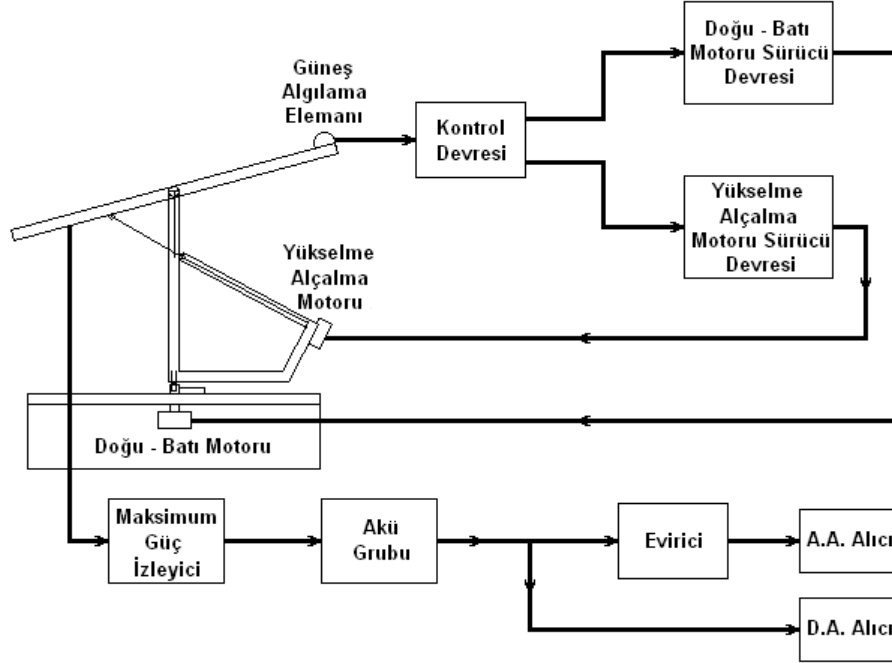 Doğu - Batı
Motoru Sürücü
Devresi
Güneş
Algılama
Elemanı
Kontrol
Devresi
Yükselme
Alçalma
Motoru Sürücü
Devresi
Yükselme
Alçalma
Motoru
Doğu - Batı Motoru
Maksimum
Güç
İzleyici
Akü
Grubu
Evirici
A.A. Alıcı
D.A. Alıcı